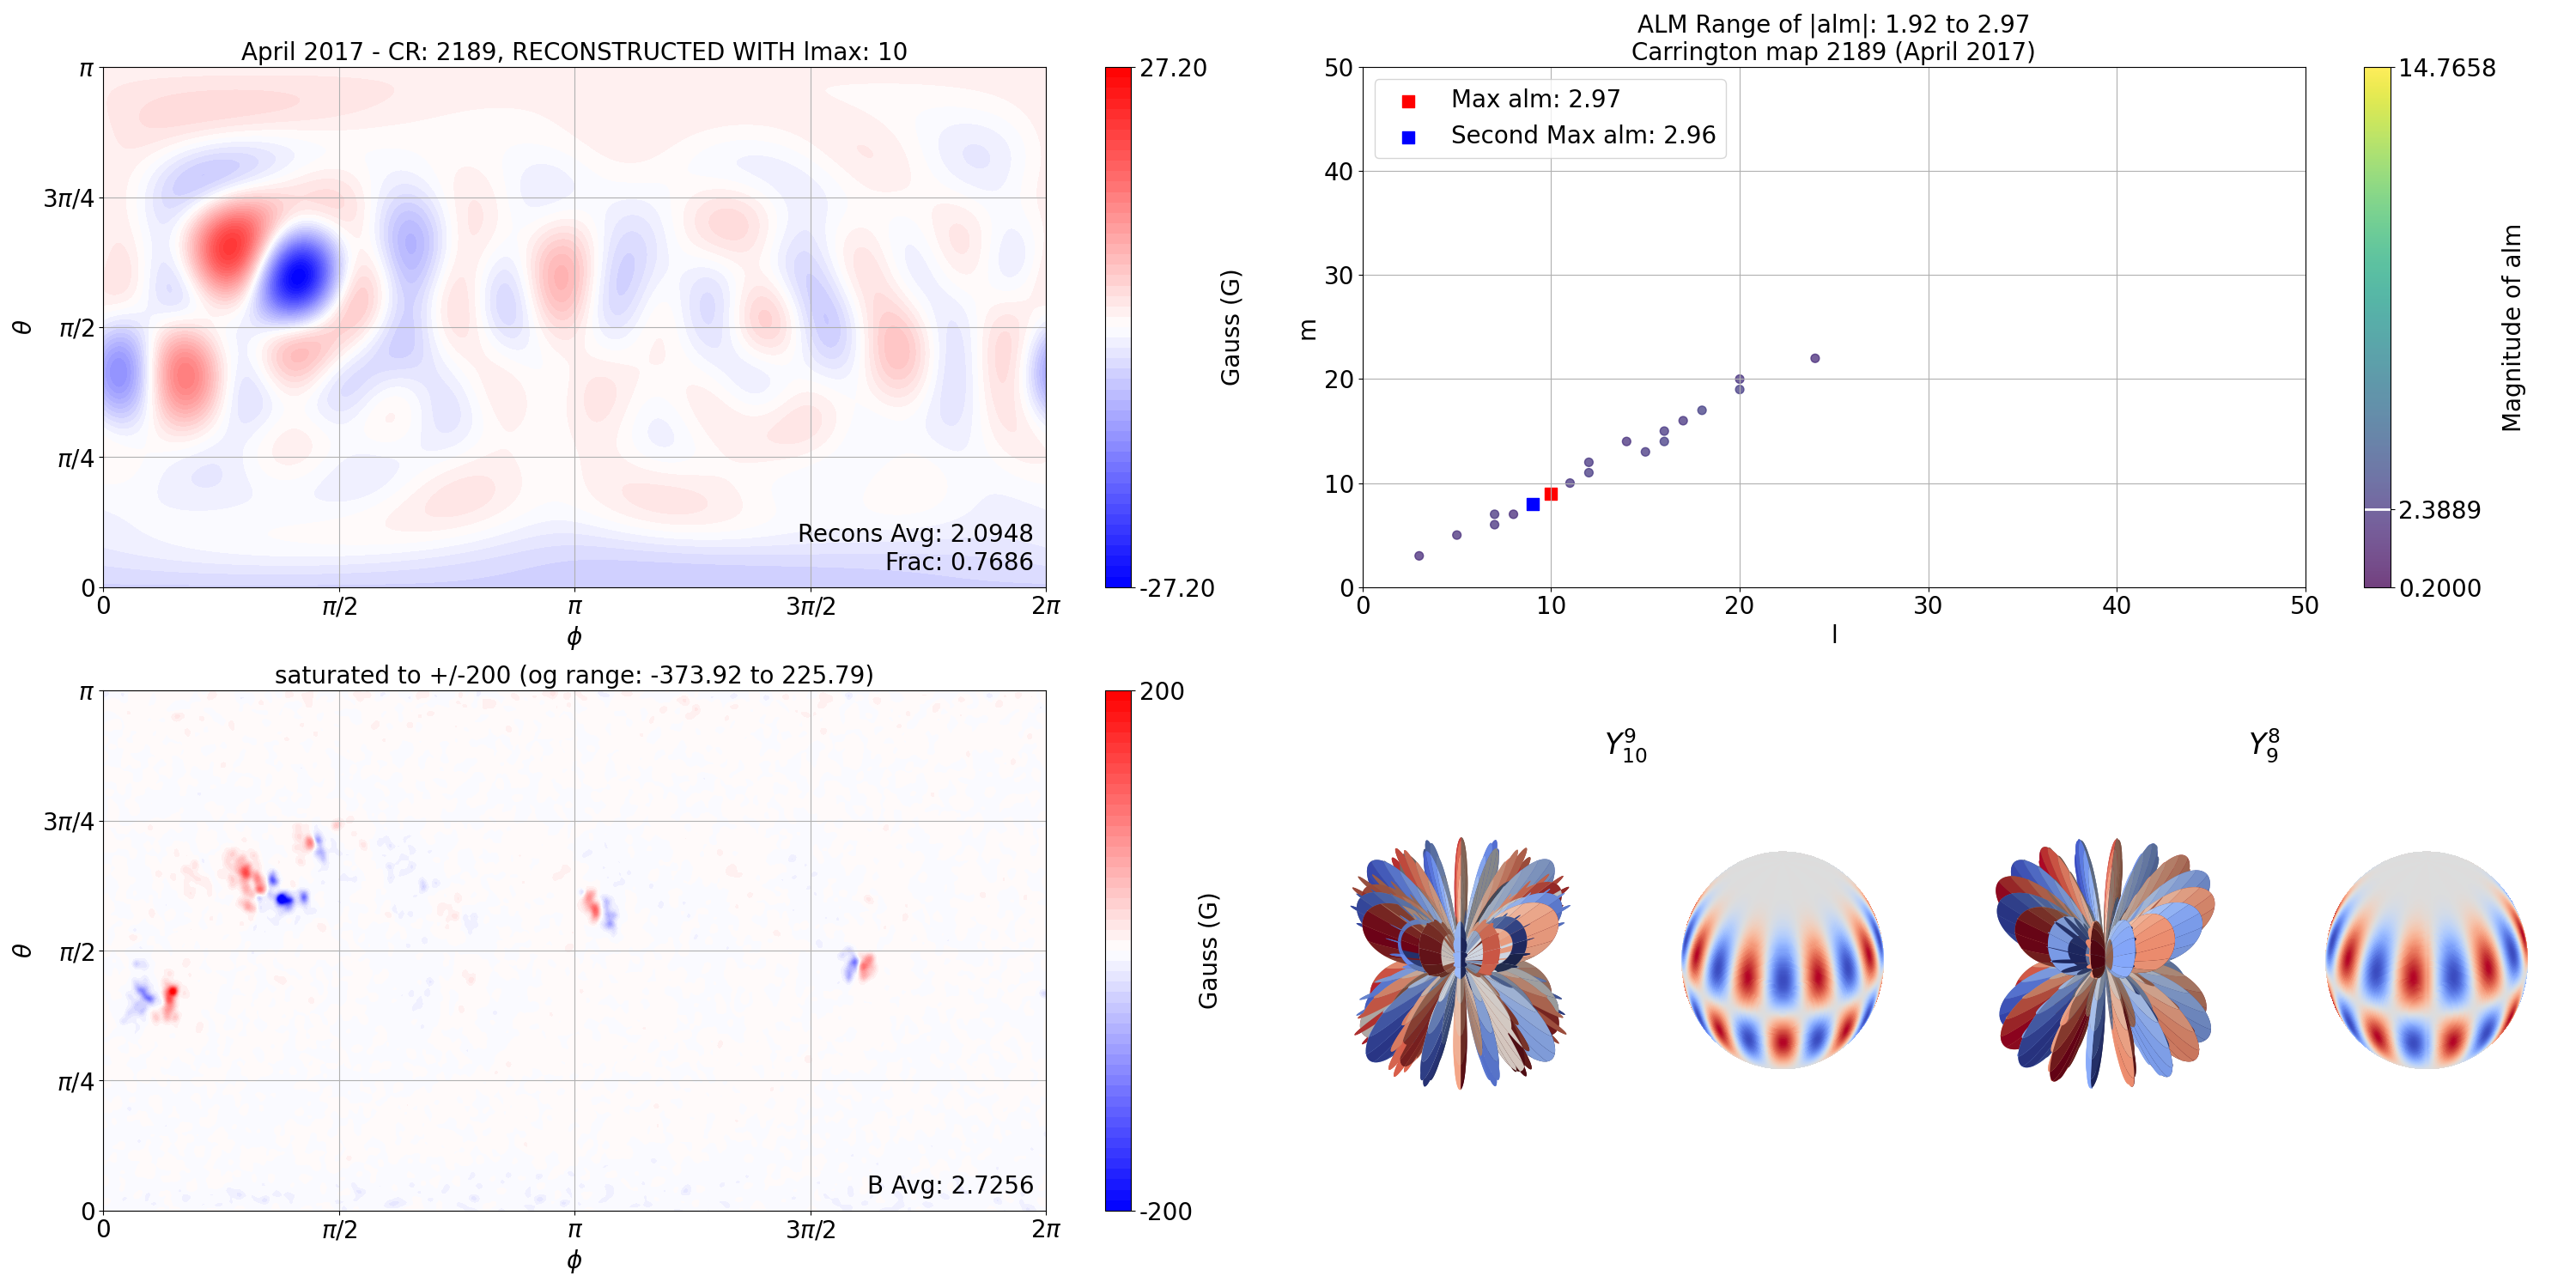 April 2017 - CR: 2189, RECONSTRUCTED WITH lmax: 10
π
3π/4
π/2
π/4
0
θ
0
π/2
π
3π/2
2π
ϕ
Recons Avg: 2.0948
Frac: 0.7686
27.20
-27.20
Gauss (G)
ALM Range of |alm|: 1.92 to 2.97
Carrington map 2189 (April 2017)
Max alm: 2.97
Second Max alm: 2.96
50
40
30
20
10
0
m
0
10
20
30
40
50
l
14.7658
2.3889
0.2000
Magnitude of alm
saturated to +/-200 (og range: -373.92 to 225.79)
π
3π/4
π/2
π/4
0
θ
0
π/2
π
3π/2
2π
ϕ
B Avg: 2.7256
200
-200
Gauss (G)
Y₁₀⁹
Y₉⁸